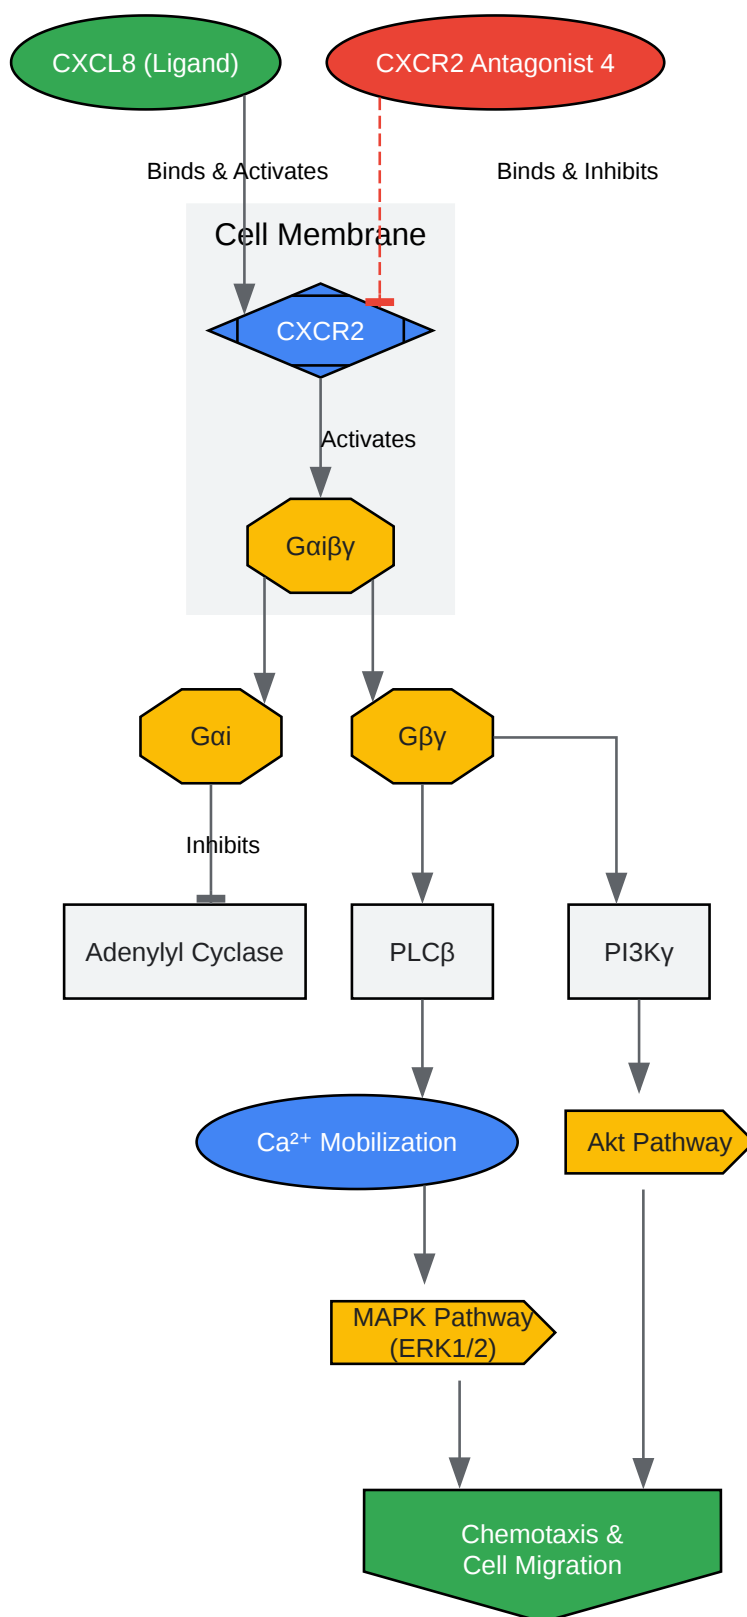 CXCL8 (Ligand)
CXCR2 Antagonist 4
Binds & Activates
Binds & Inhibits
Cell Membrane
CXCR2
Activates
Gαiβγ
Gαi
Gβγ
Inhibits
Adenylyl Cyclase
PLCβ
PI3Kγ
Ca²⁺ Mobilization
Akt Pathway
MAPK Pathway
(ERK1/2)
Chemotaxis &
Cell Migration